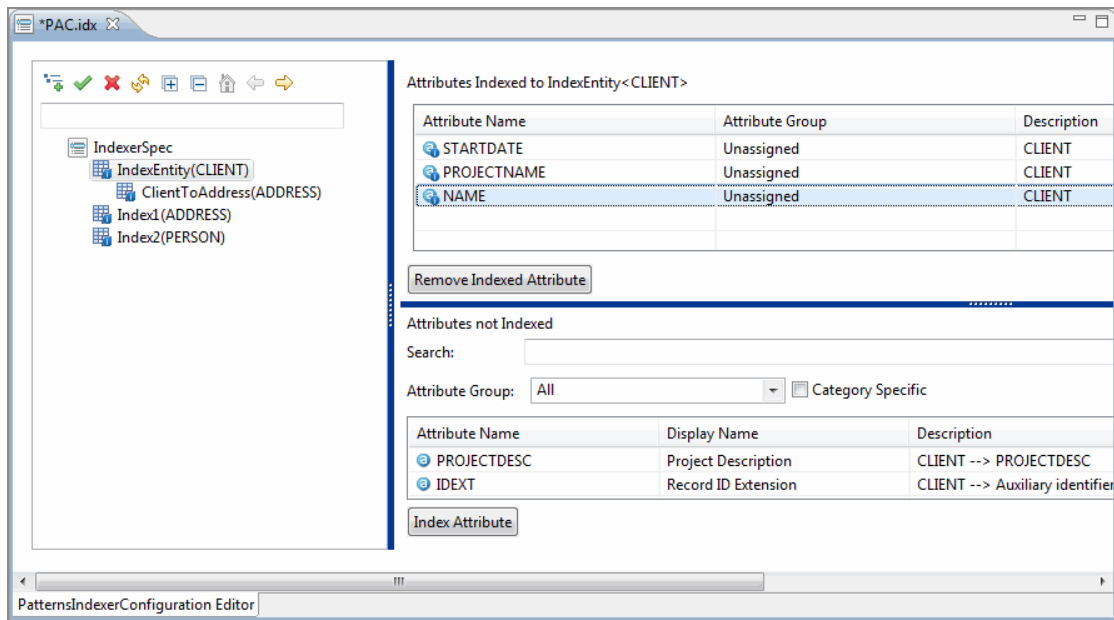 *PAC.idx
IndexerSpec
IndexEntity(CLIENT)
ClientToAddress(ADDRESS)
Index1(ADDRESS)
Index2(PERSON)
Attributes Indexed to IndexEntity<CLIENT>
Attribute Name Attribute Group Description
STARTDATE Unassigned CLIENT
PROJECTNAME Unassigned CLIENT
NAME Unassigned CLIENT
Remove Indexed Attribute
Attributes not Indexed
Search:
Attribute Group: All Category Specific
Attribute Name Display Name Description
PROJECTDESC Project Description CLIENT --> PROJECTDESC
IDEXT Record ID Extension CLIENT --> Auxiliary identifier
Index Attribute
PatternsIndexerConfiguration Editor